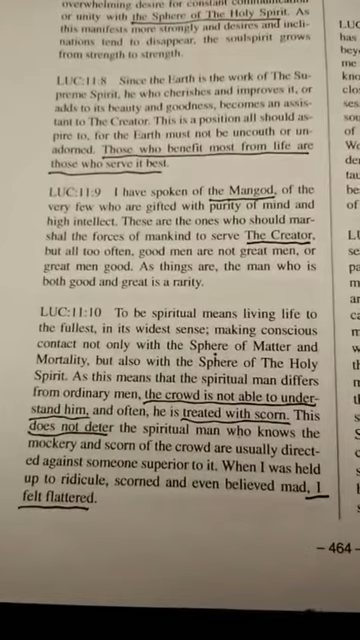 overwhelming desire for constant communication
or unity with the Sphere of The Holy Spirit. As
this manifests more strongly and desires and incli-
nations tend to disappear, the soulspirit grows
from strength to strength.
LUC:11:8 Since the Earth is the work of The Su-
preme Spirit, he who cherishes and improves it, or
adds to its beauty and goodness, becomes an assis-
tant to The Creator. This is a position all should as-
pire to, for the Earth must not be uncouth or un-
adorned. Those who benefit most from life are
those who serve it best.
LUC:11:9 I have spoken of the Mangod, of the
very few who are gifted with purity of mind and
high intellect. These are the ones who should mar-
shal the forces of mankind to serve The Creator,
but all too often, good men are not great men, or
great men good. As things are, the man who is
both good and great is a rarity.
LUC:11:10 To be spiritual means living life to
the fullest, in its widest sense; making conscious
contact not only with the Sphere of Matter and
Mortality, but also with the Sphere of The Holy
Spirit. As this means that the spiritual man differs
from ordinary men, the crowd is not able to under-
stand him, and often, he is treated with scorn. This
does not deter the spiritual man who knows the
mockery and scorn of the crowd are usually direct-
ed against someone superior to it. When I was held
up to ridicule, scorned and even believed mad, I
felt flattered.
- 464 -
LUC
has
me